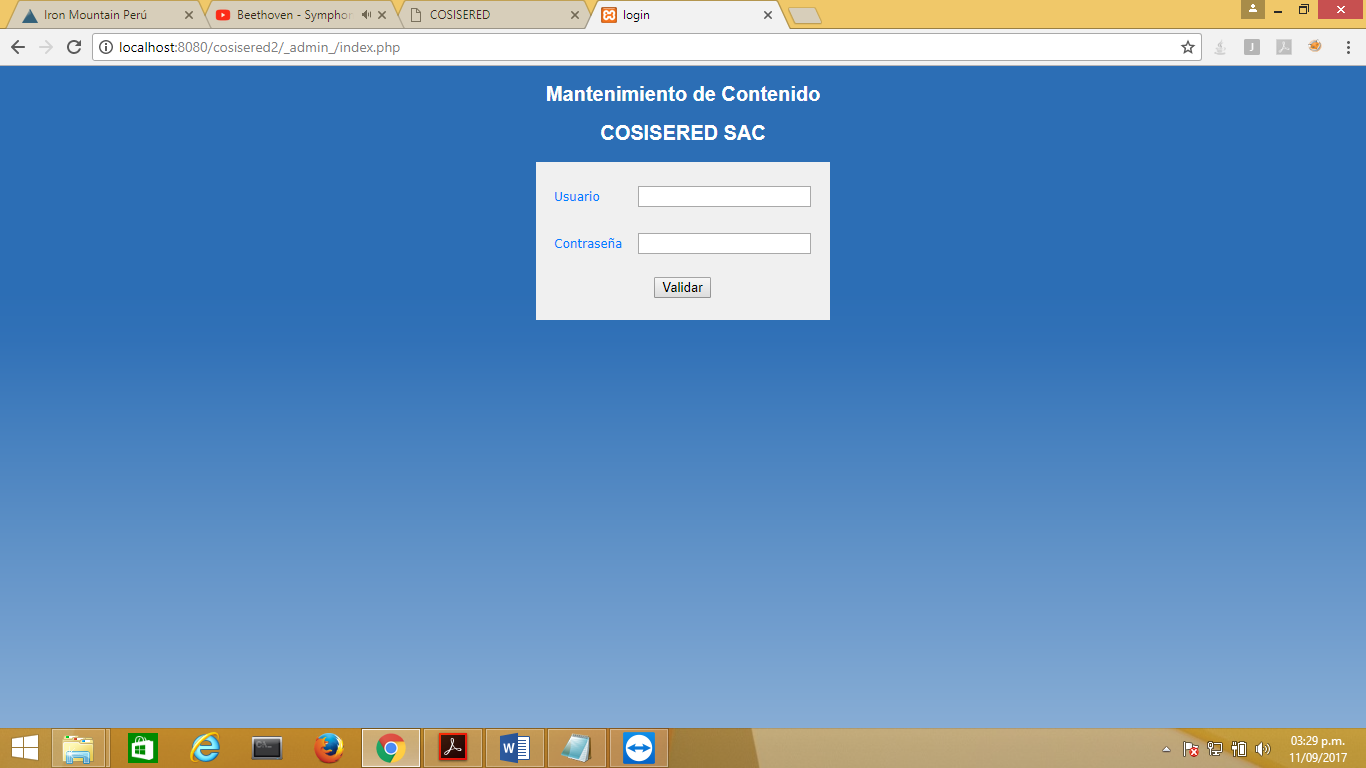 Iron Mountain Perú
Beethoven - Sympho
COSISERED
login
localhost:8080/cosisered2/_admin_/index.php
Mantenimiento de Contenido
COSISERED SAC
Usuario
Contraseña
Validar
03:29 p.m.
11/09/2017